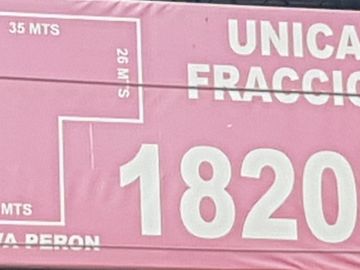 35 MTS
26 MTS
UNICA
FRACCIO
1820
MTS
VA PERON